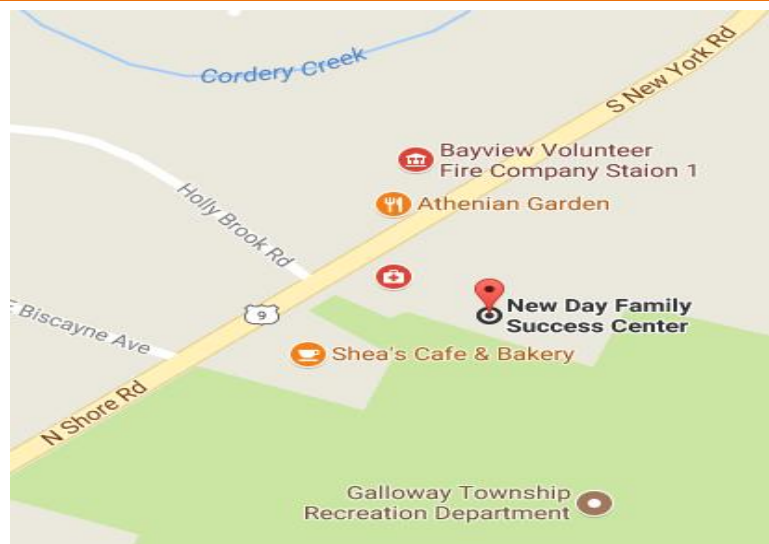 Cordery Creek
S New York Rd
Bayview Volunteer
Fire Company Staion 1
Athenian Garden
Holly Brook Rd
New Day Family
Success Center
9
E Biscayne Ave
Shea's Cafe & Bakery
N Shore Rd
Galloway Township
Recreation Department